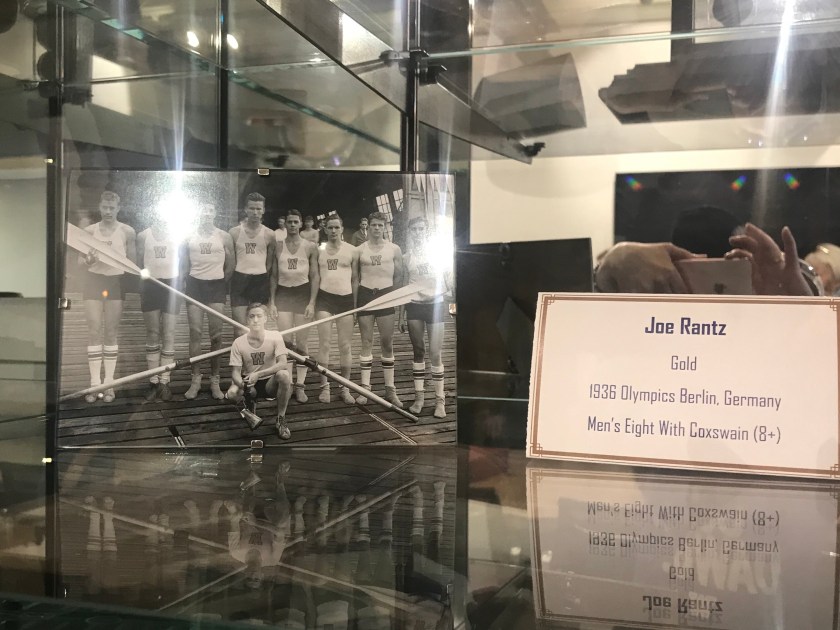 W
W
W
W
W
W
W
Joe Rantz
Gold
1936 Olympics Berlin, Germany
Men's Eight With Coxswain (8+)